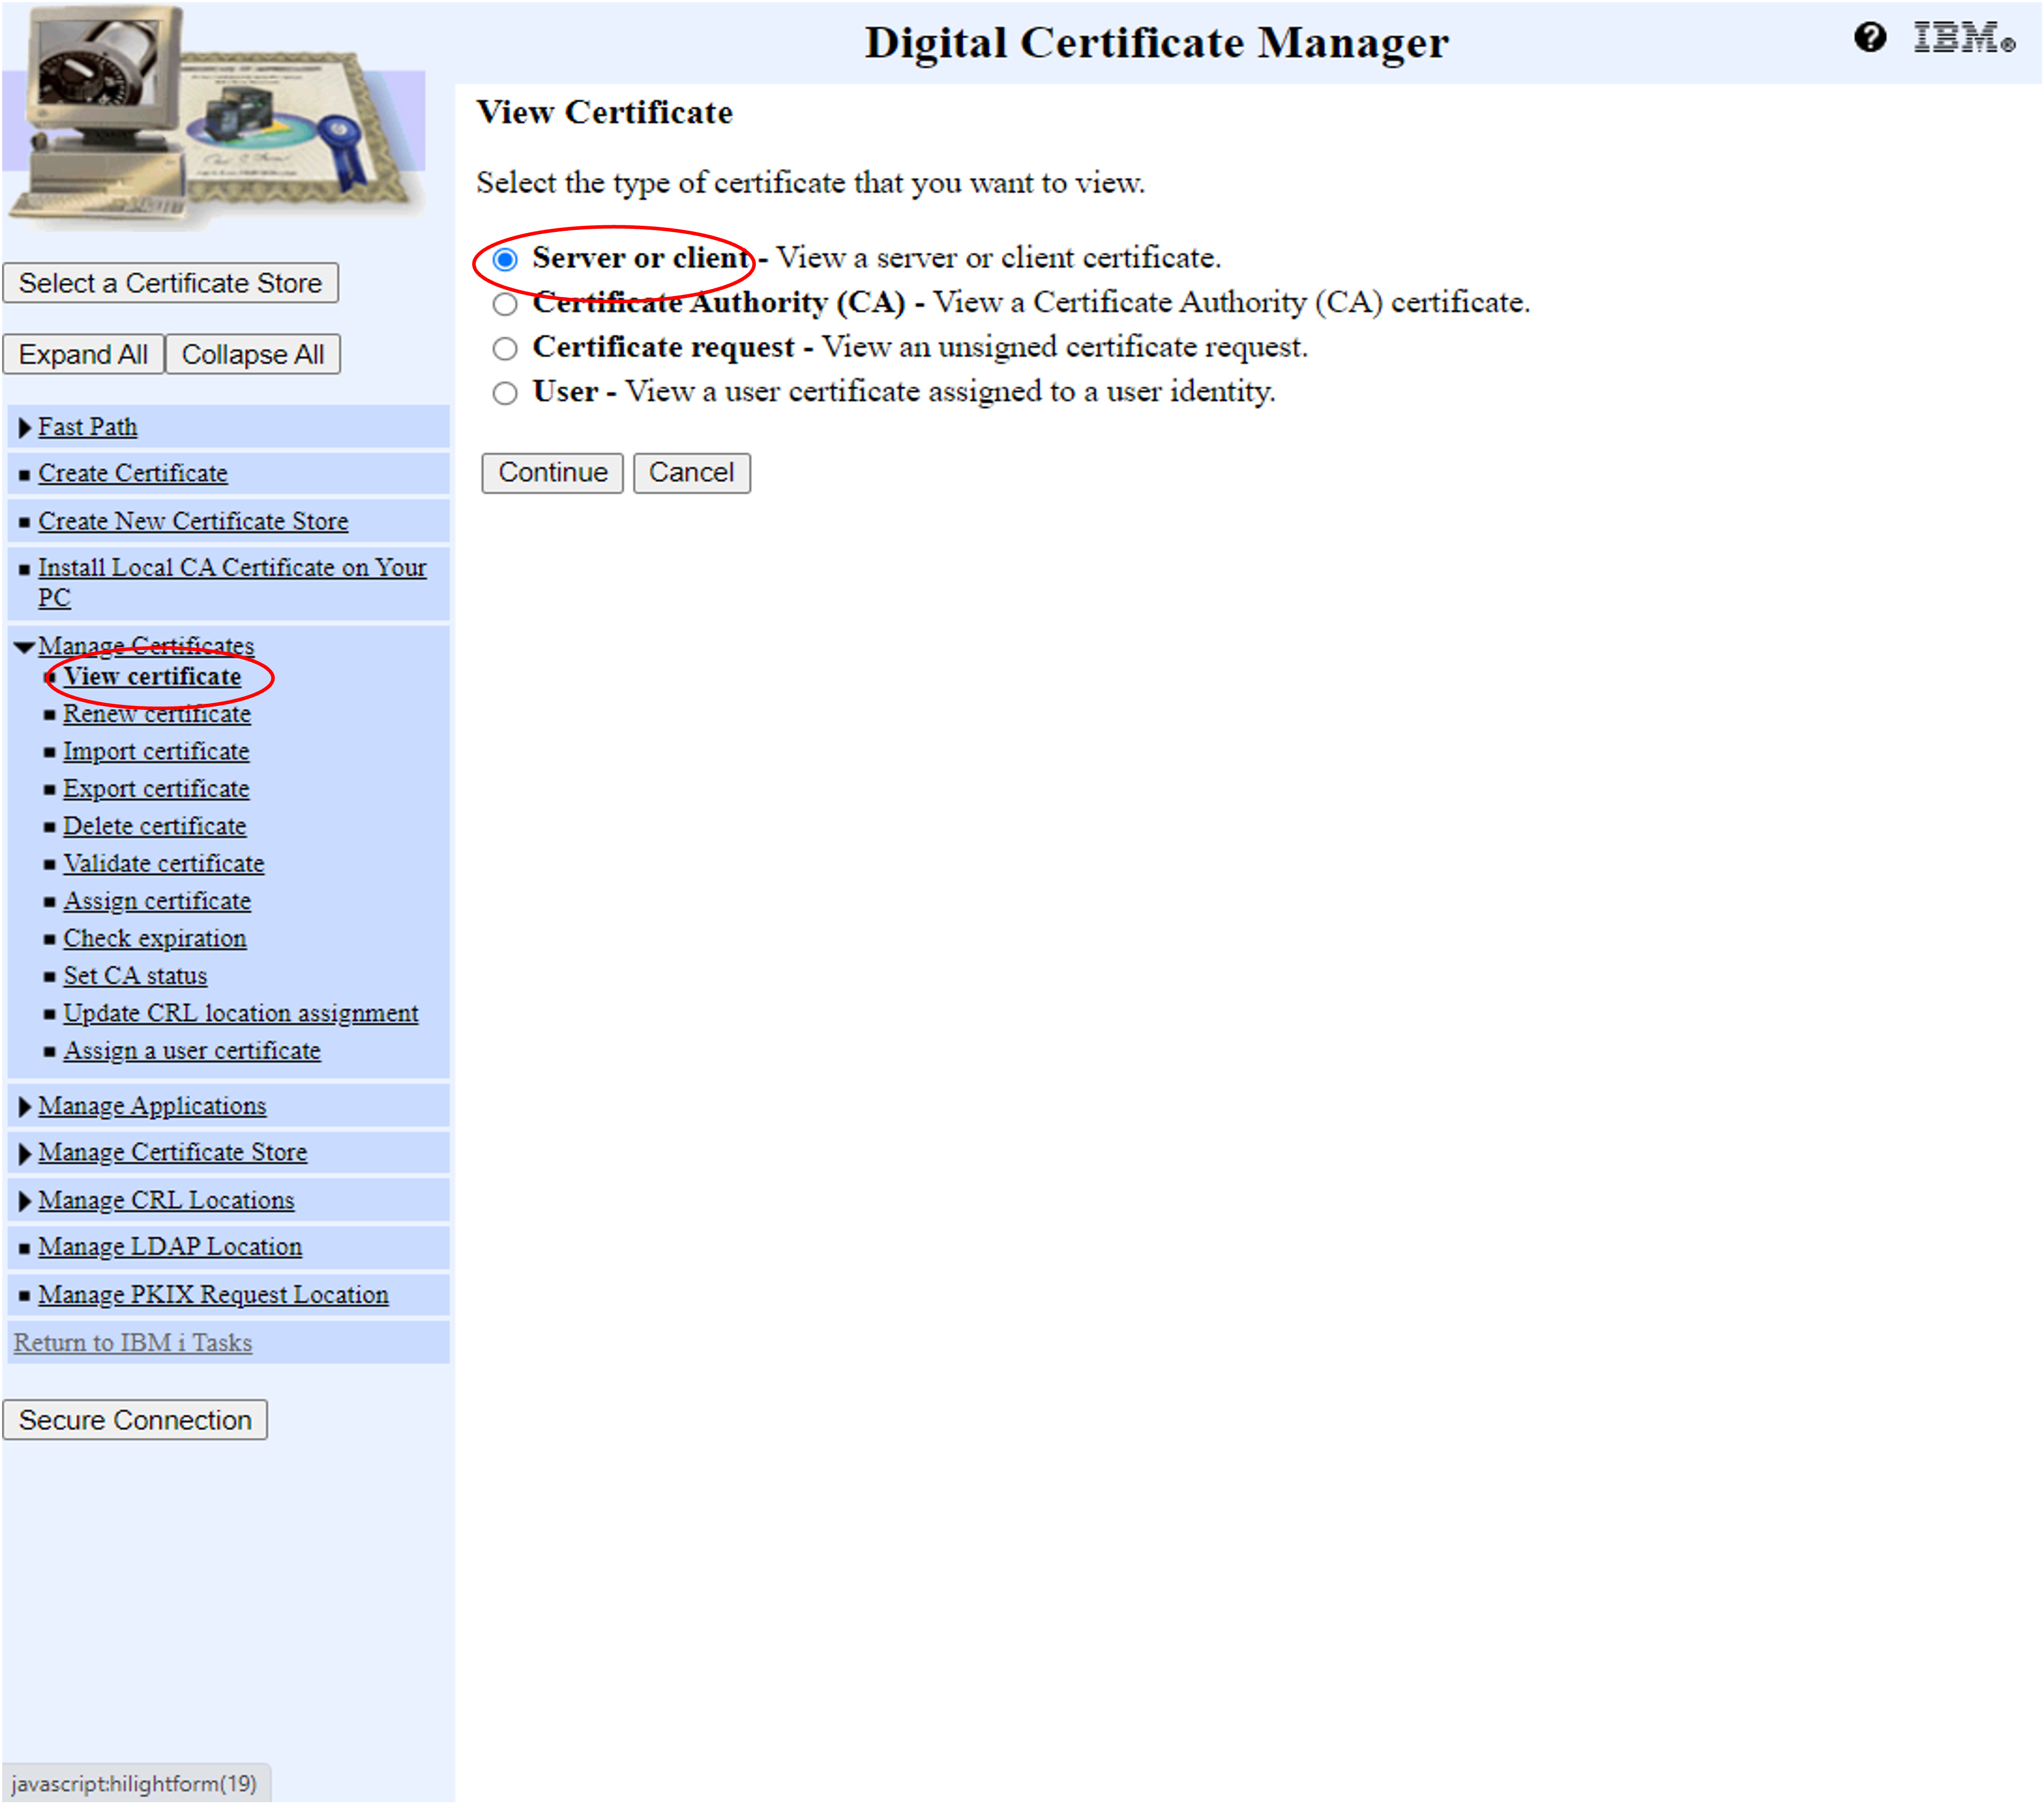 Digital Certificate Manager
IBM®
View Certificate
Select the type of certificate that you want to view.
Server or client - View a server or client certificate.
Certificate Authority (CA) - View a Certificate Authority (CA) certificate.
Certificate request - View an unsigned certificate request.
User - View a user certificate assigned to a user identity.
Continue Cancel
Select a Certificate Store
Expand All Collapse All
Fast Path
Create Certificate
Create New Certificate Store
Install Local CA Certificate on Your
PC
Manage Certificates
View certificate
Renew certificate
Import certificate
Export certificate
Delete certificate
Validate certificate
Assign certificate
Check expiration
Set CA status
Update CRL location assignment
Assign a user certificate
Manage Applications
Manage Certificate Store
Manage CRL Locations
Manage LDAP Location
Manage PKIX Request Location
Return to IBM i Tasks
Secure Connection
javascript:hilightform(19)